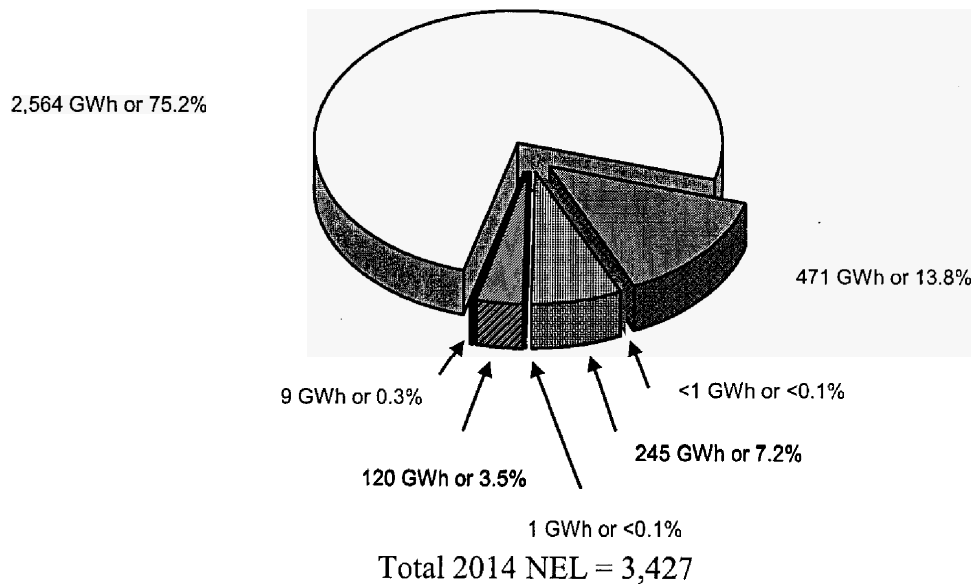 2,564 GWh or 75.2%
471 GWh or 13.8%
9 GWh or 0.3%
<1 GWh or <0.1%
245 GWh or 7.2%
120 GWh or 3.5%
1 GWh or <0.1%
Total 2014 NEL = 3,427